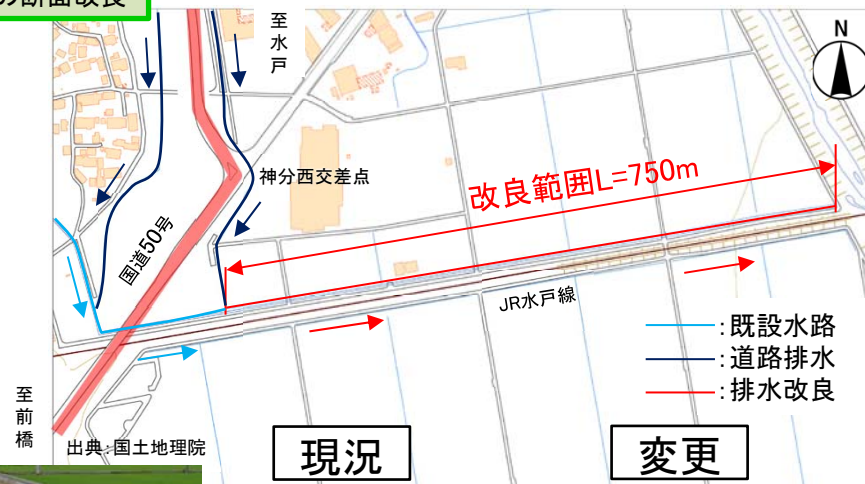 の断面改良
至水戸
N
神分西交差点
改良範囲L=750m
国道50号
JR水戸線
:既設水路
:道路排水
:排水改良
至前橋
出典:国土地理院
現況
変更